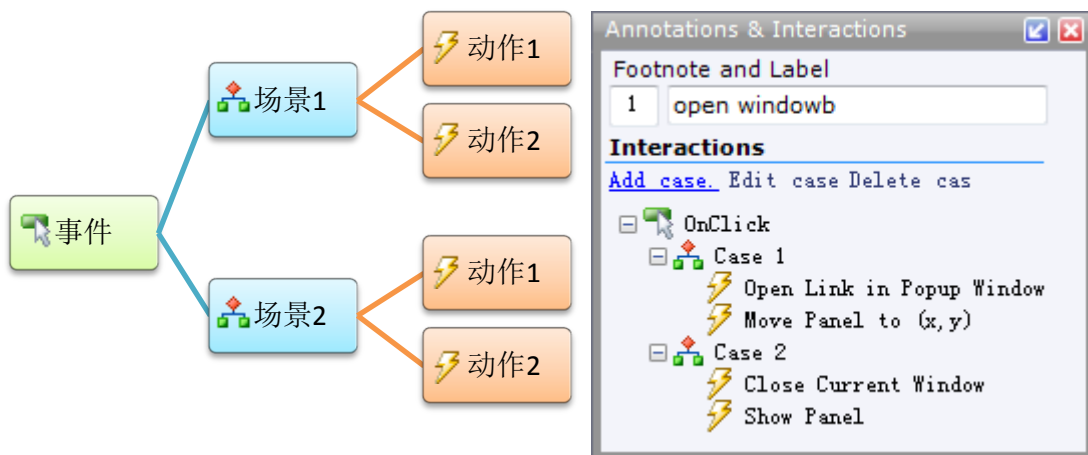 事件
场景1
动作1
动作2
场景2
动作1
动作2
Annotations & Interactions
Footnote and Label
1 open windowb
Interactions
Add case. Edit case Delete cas
OnClick
Case 1
Open Link in Popup Window
Move Panel to (x,y)
Case 2
Close Current Window
Show Panel